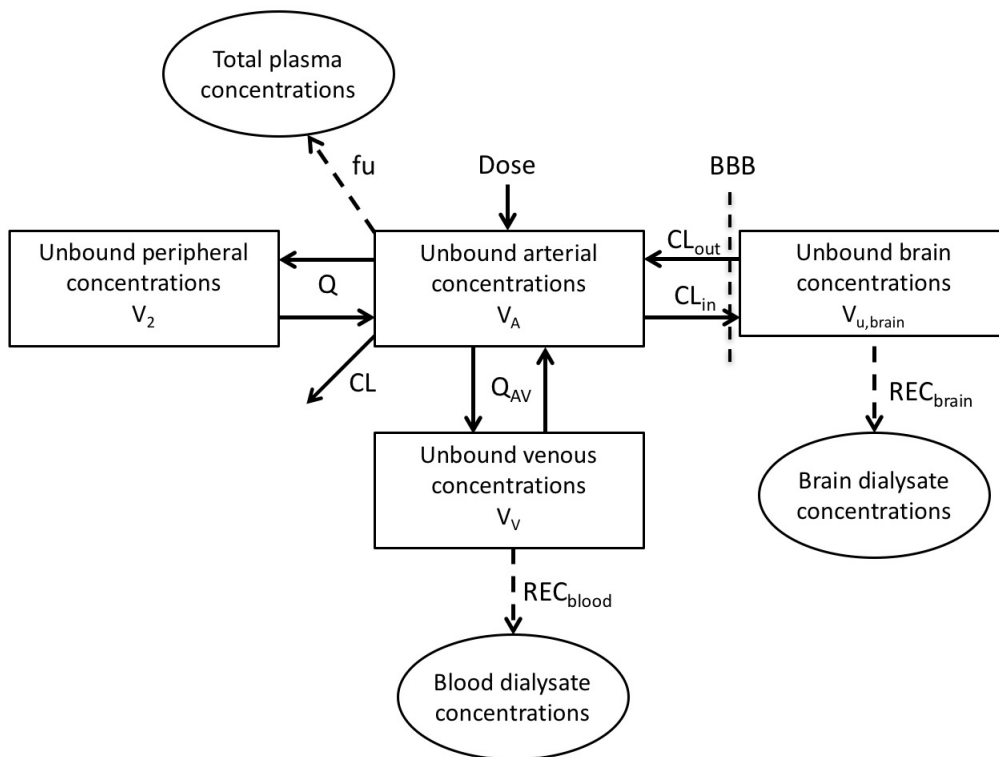 Total plasma
concentrations
fu
Dose
BBB
Unbound peripheral
concentrations
V2
Q
Unbound arterial
concentrations
VA
CLout
CLin
Unbound brain
concentrations
Vu,brain
CL
QAV
RECbrain
Unbound venous
concentrations
VV
Brain dialysate
concentrations
RECblood
Blood dialysate
concentrations